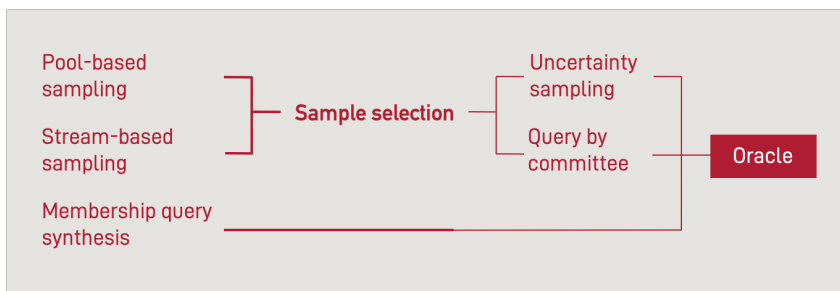 Pool-based
sampling
Stream-based
sampling
Membership query
synthesis
Sample selection
Uncertainty
sampling
Query by
committee
Oracle